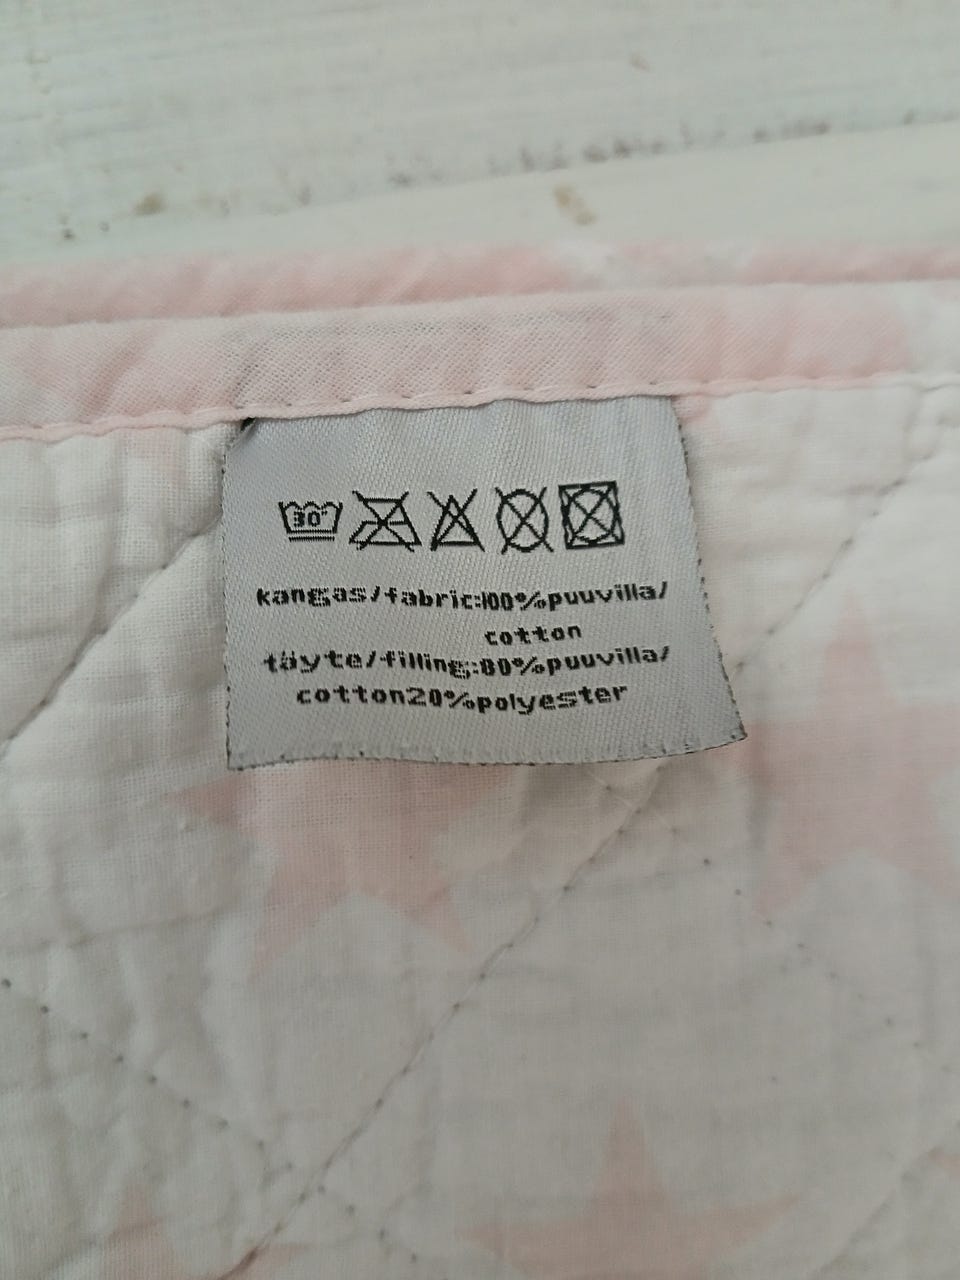 30°
kangas/fabric:100%puuvilla/
cotton
täyte/filling:80%puuvilla/
cotton20%polyester